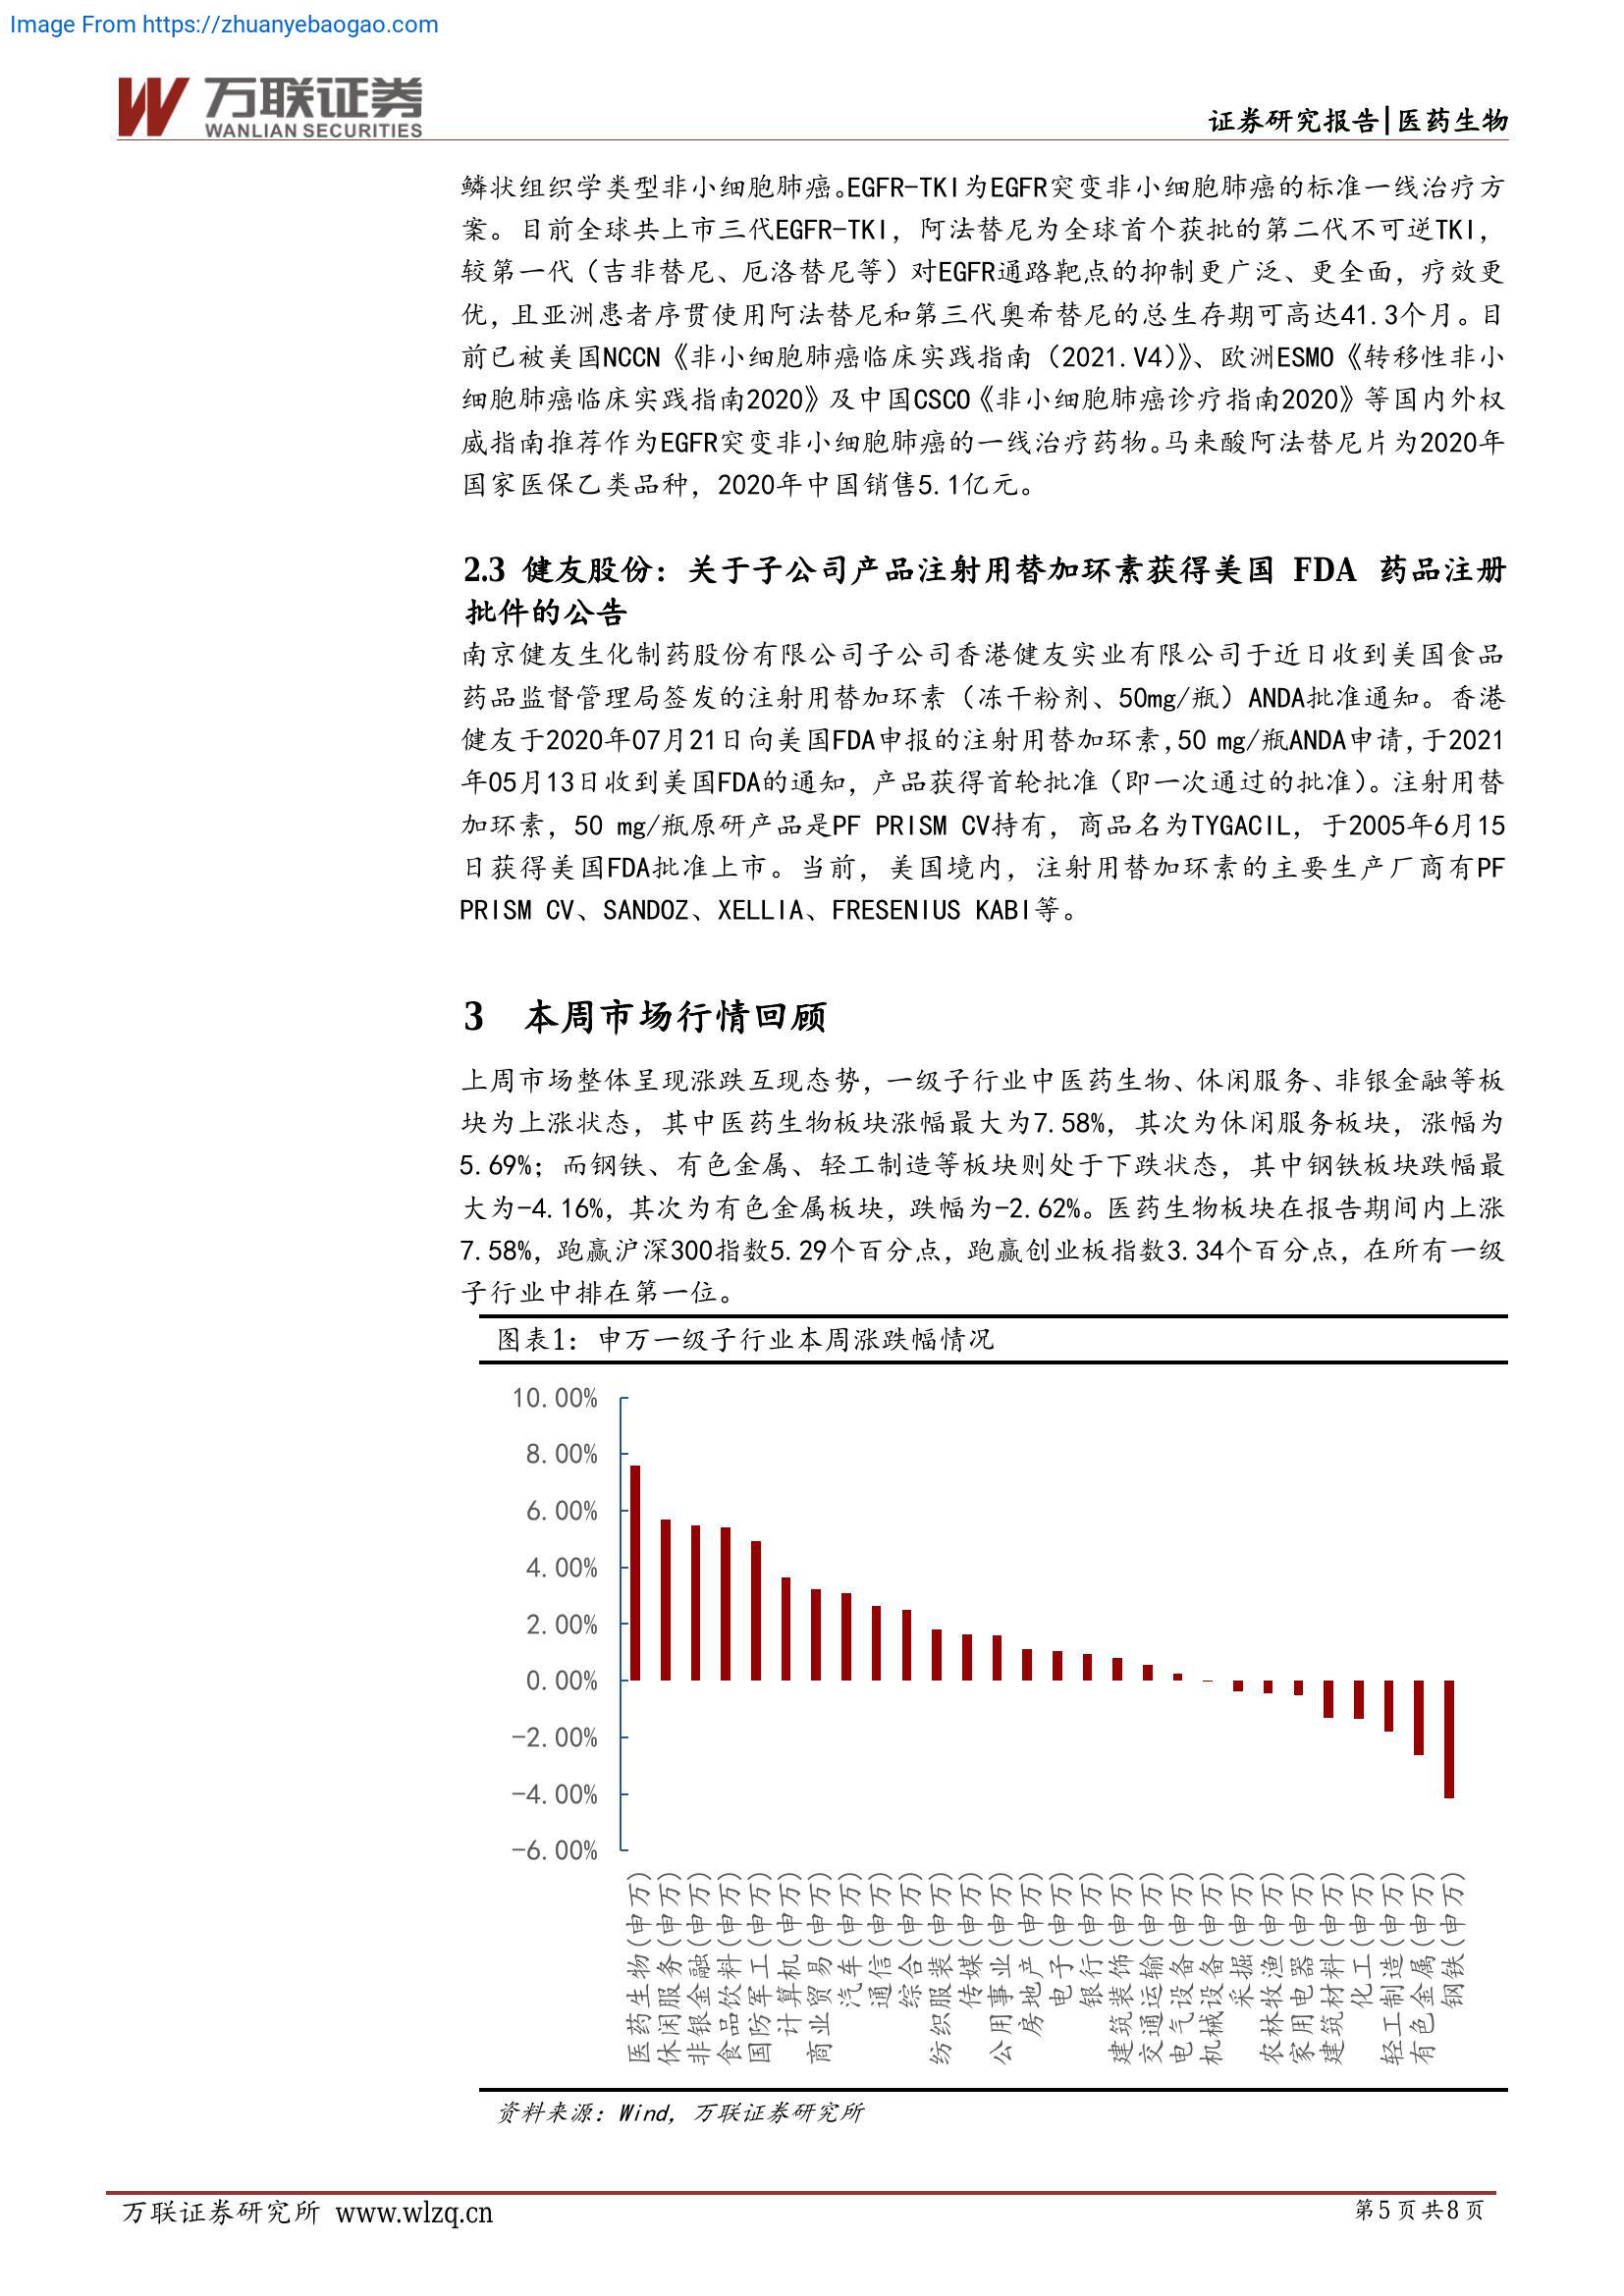 Image From https://zhuanyebaogao.com
万联证券
WANLIAN SECURITIES
证券研究报告|医药生物
鳞状组织学类型非小细胞肺癌。EGFR-TKI为EGFR突变非小细胞肺癌的标准一线治疗方
案。目前全球共上市三代EGFR-TKI，阿法替尼为全球首个获批的第二代不可逆TKI，
较第一代（吉非替尼、厄洛替尼等）对EGFR通路靶点的抑制更广泛、更全面，疗效更
优，且亚洲患者序贯使用阿法替尼和第三代奥希替尼的总生存期可高达41.3个月。目
前已被美国NCCN《非小细胞肺癌临床实践指南（2021.V4）》、欧洲ESMO《转移性非小
细胞肺癌临床实践指南2020》及中国CSCO《非小细胞肺癌诊疗指南2020》等国内外权
威指南推荐作为EGFR突变非小细胞肺癌的一线治疗药物。马来酸阿法替尼片为2020年
国家医保乙类品种，2020年中国销售5.1亿元。
2.3 健友股份：关于子公司产品注射用替加环素获得美国 FDA 药品注册
批件的公告
南京健友生化制药股份有限公司子公司香港健友实业有限公司于近日收到美国食品
药品监督管理局签发的注射用替加环素（冻干粉剂、50mg/瓶）ANDA批准通知。香港
健友于2020年07月21日向美国FDA申报的注射用替加环素,50 mg/瓶ANDA申请,于2021
年05月13日收到美国FDA的通知，产品获得首轮批准（即一次通过的批准）。注射用替
加环素，50 mg/瓶原研产品是PF PRISM CV持有，商品名为TYGACIL，于2005年6月15
日获得美国FDA批准上市。当前，美国境内，注射用替加环素的主要生产厂商有PF
PRISM CV、SANDOZ、XELLIA、FRESENIUS KABI等。
3 本周市场行情回顾
上周市场整体呈现涨跌互现态势，一级子行业中医药生物、休闲服务、非银金融等板
块为上涨状态，其中医药生物板块涨幅最大为7.58%，其次为休闲服务板块，涨幅为
5.69%；而钢铁、有色金属、轻工制造等板块则处于下跌状态，其中钢铁板块跌幅最
大为-4.16%，其次为有色金属板块，跌幅为-2.62%。医药生物板块在报告期间内上涨
7.58%，跑赢沪深300指数5.29个百分点，跑赢创业板指数3.34个百分点，在所有一级
子行业中排在第一位。
图表1：申万一级子行业本周涨跌幅情况
10.00%
8.00%
6.00%
4.00%
2.00%
0.00%
-2.00%
-4.00%
-6.00%
医药生物(申万)
休闲服务(申万)
非银金融(申万)
食品饮料(申万)
国防军工(申万)
计算机(申万)
商业贸易(申万)
汽车(申万)
通信(申万)
综合(申万)
纺织服装(申万)
传媒(申万)
公用事业(申万)
房地产(申万)
电子(申万)
银行(申万)
建筑装饰(申万)
交通运输(申万)
电气设备(申万)
机械设备(申万)
采掘(申万)
农林牧渔(申万)
家用电器(申万)
建筑材料(申万)
化工(申万)
轻工制造(申万)
有色金属(申万)
钢铁(申万)
资料来源：Wind，万联证券研究所
万联证券研究所 www.wlzq.cn
第5页共8页